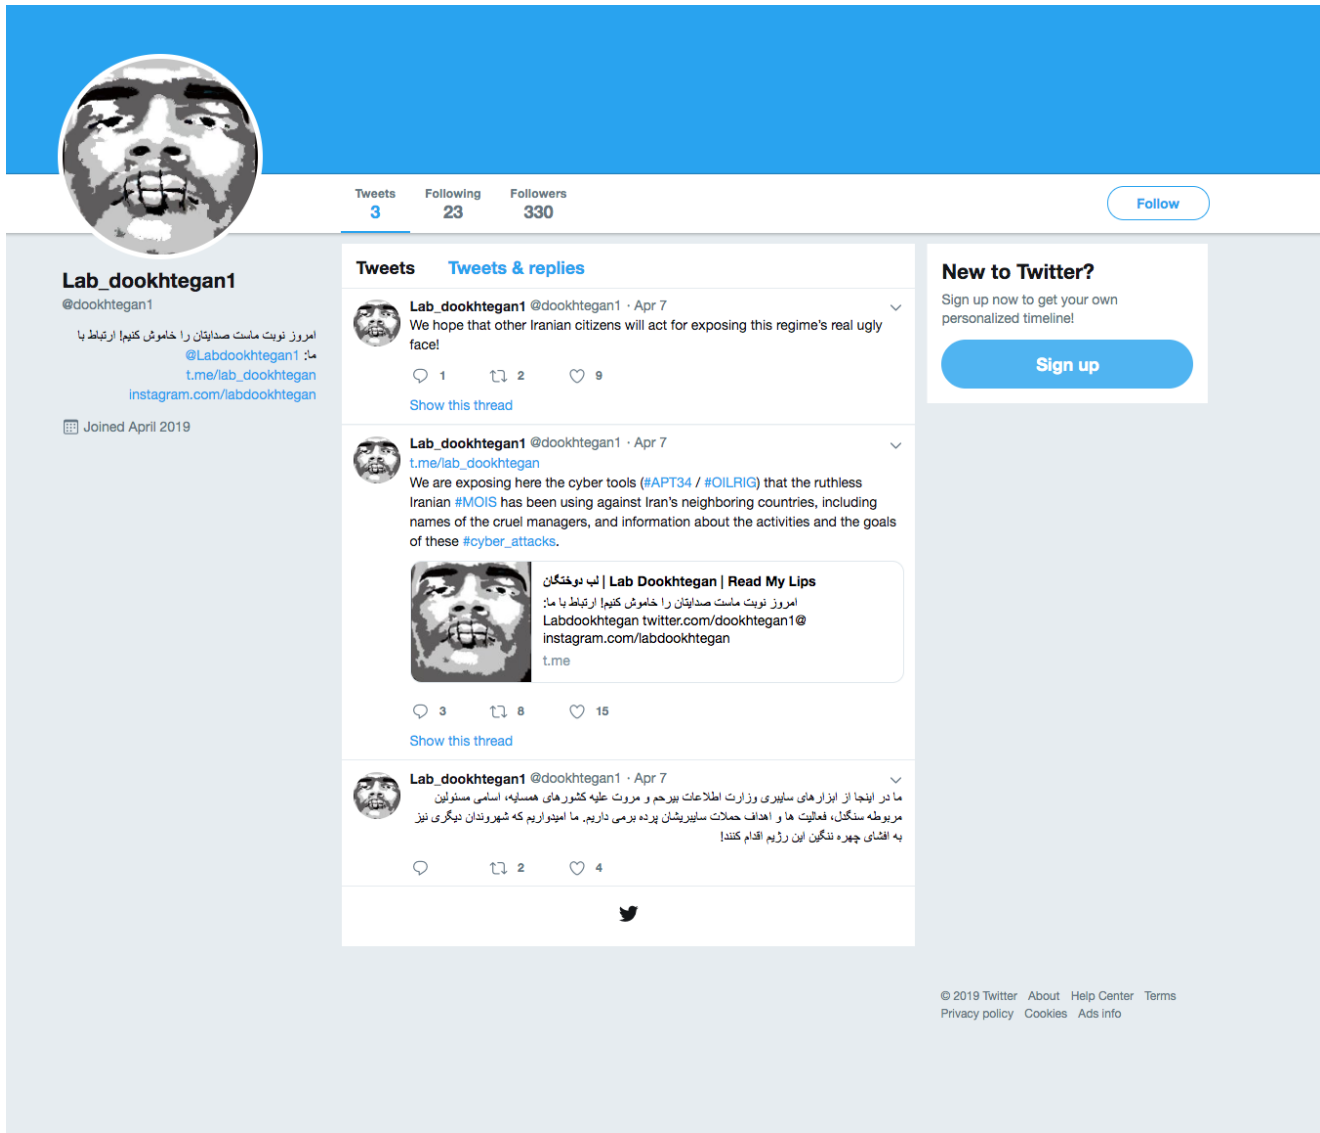 Tweets
3
Following
23
Followers
330
Follow
Lab_dookhtegan1
@dookhtegan1
امروز نوبت ماست صدایتان را خاموش کنیم! ارتباط با
ما: @Labdookhtegan1
t.me/lab_dookhtegan
instagram.com/labdookhtegan
Joined April 2019
Tweets Tweets & replies
Lab_dookhtegan1 @dookhtegan1 · Apr 7
We hope that other Iranian citizens will act for exposing this regime's real ugly
face!
1 2 9
Show this thread
Lab_dookhtegan1 @dookhtegan1 · Apr 7
t.me/lab_dookhtegan
We are exposing here the cyber tools (#APT34 / #OILRIG) that the ruthless
Iranian #MOIS has been using against Iran's neighboring countries, including
names of the cruel managers, and information about the activities and the goals
of these #cyber_attacks.
لب دوختگان | Lab Dookhtegan | Read My Lips
امروز نوبت ماست صدایتان را خاموش کنیم! ارتباط با ما:
Labdookhtegan twitter.com/dookhtegan1@
instagram.com/labdookhtegan
t.me
3 8 15
Show this thread
Lab_dookhtegan1 @dookhtegan1 · Apr 7
ما در اینجا از ابزارهای سایبری وزارت اطلاعات بیرحم و مروت علیه کشورهای همسایه، اسامی مسئولین
مربوطه سنگدل، فعالیت ها و اهداف حملات سایبریشان پرده برمی داریم. ما امیدواریم که شهروندان دیگری نیز
به افشای چهره ننگین این رژیم اقدام کنند!
2 4
New to Twitter?
Sign up now to get your own
personalized timeline!
Sign up
© 2019 Twitter About Help Center Terms
Privacy policy Cookies Ads info